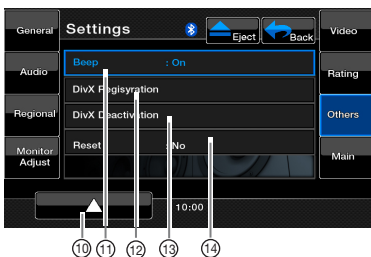 General
Settings
Eject
Back
Video
Audio
Beep : On
Rating
DivX Regisyration
Regional
DivX Deactivation
Others
Monitor
Adjust
Reset : No
Main
10:00
10 11 12 13 14